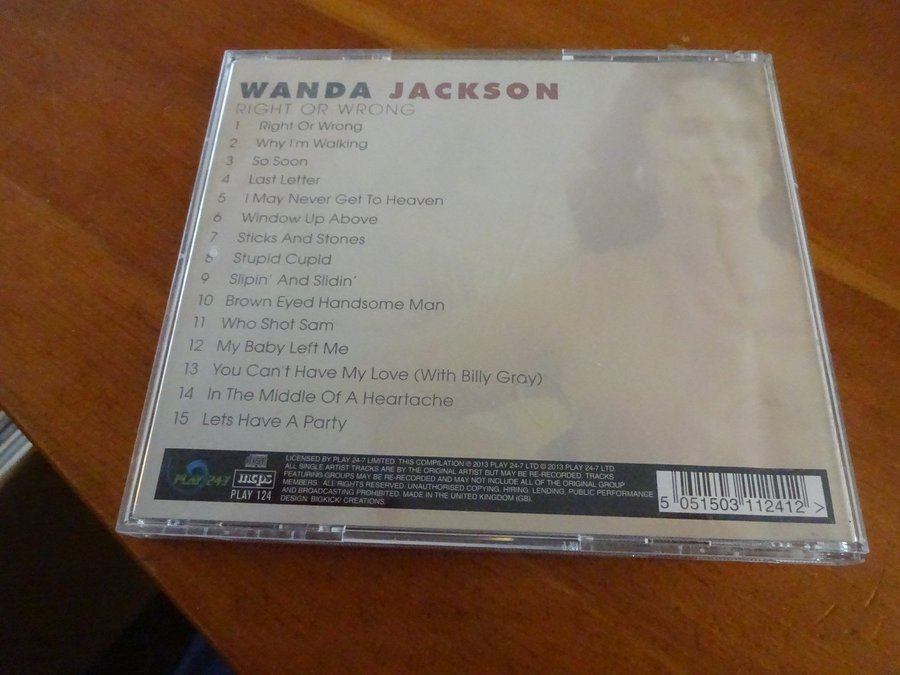 WANDA JACKSON
RIGHT OR WRONG
1 Right Or Wrong
2 Why I'm Walking
3 So Soon
4 Last Letter
5 I May Never Get To Heaven
6 Window Up Above
7 Sticks And Stones
8 Stupid Cupid
9 Slipin' And Slidin'
10 Brown Eyed Handsome Man
11 Who Shot Sam
12 My Baby Left Me
13 You Can't Have My Love (With Billy Gray)
14 In The Middle Of A Heartache
15 Lets Have A Party
PLAY 24-7
mcps
PLAY 124
LICENSED BY PLAY 24-7 LIMITED. THIS COMPILATION ℗ 2013 PLAY 24-7 LTD © 2013 PLAY 24-7 LTD.
ALL SINGLE ARTIST TRACKS ARE BY THE ORIGINAL ARTIST BUT MAY BE RE-RECORDED. TRACKS
FEATURING GROUPS MAY BE RE-RECORDED AND MAY NOT INCLUDE ALL OF THE ORIGINAL GROUP
MEMBERS. ALL RIGHTS RESERVED. UNAUTHORISED COPYING, HIRING, LENDING, PUBLIC PERFORMANCE
AND BROADCASTING PROHIBITED. MADE IN THE UNITED KINGDOM (GB).
DESIGN: BIGKICK! CREATIONS.
5 051503 112412 >